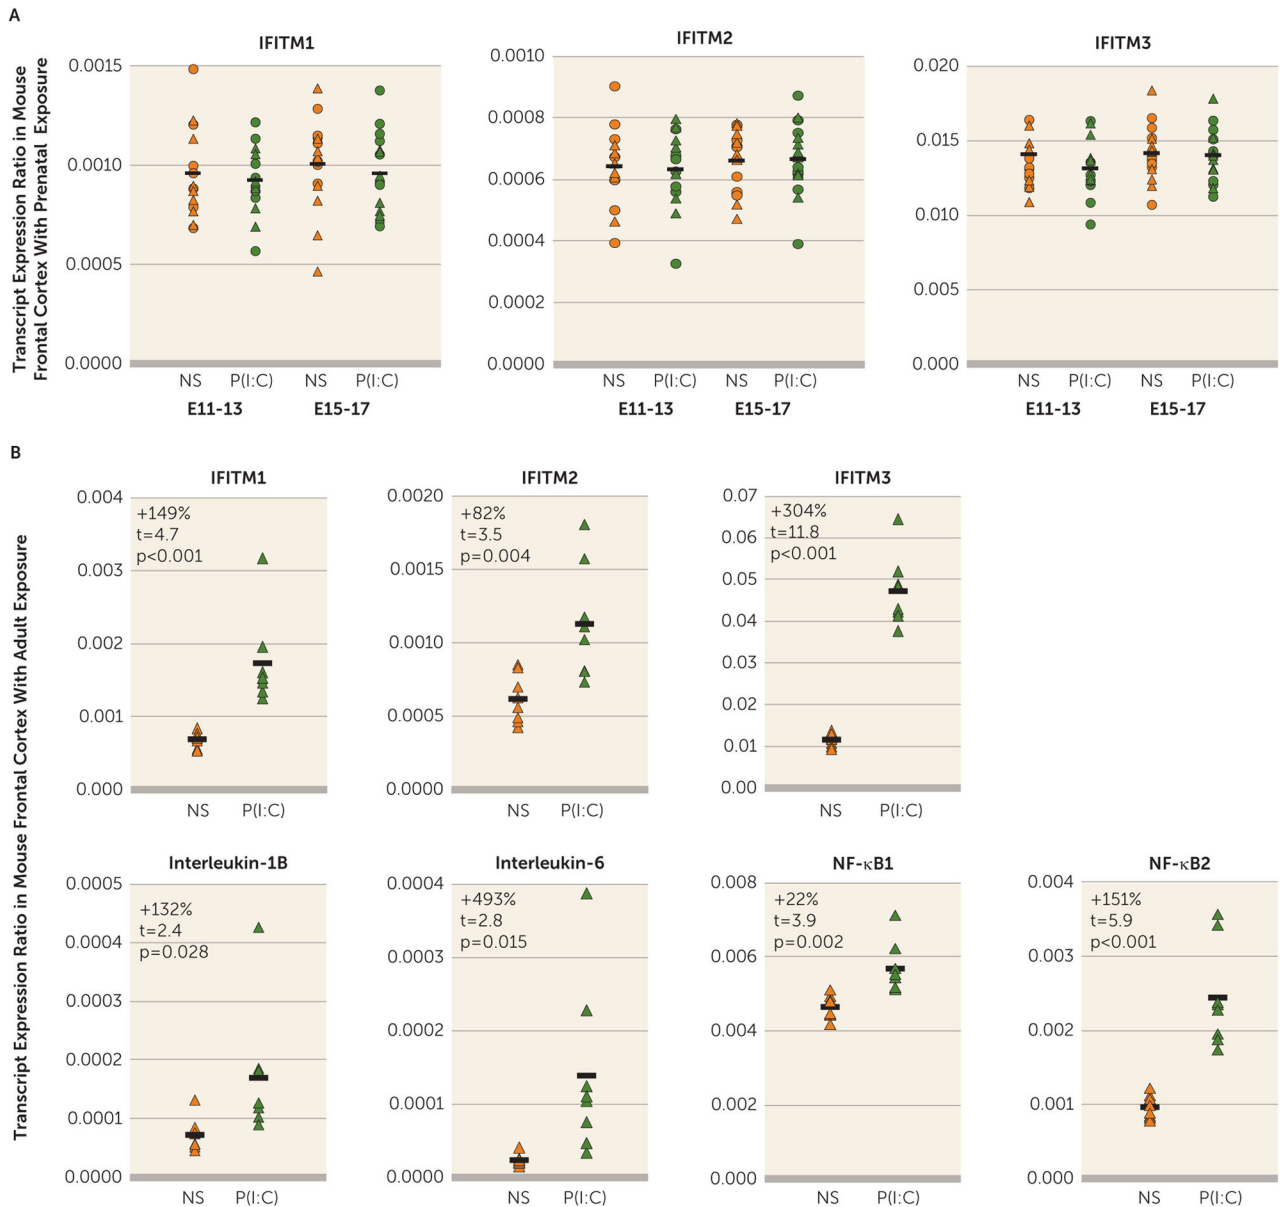 A
Transcript Expression Ratio in Mouse
Frontal Cortex With Prenatal Exposure
IFITM1
0.0015
0.0010
0.0005
0.0000
NS P(I:C) NS P(I:C)
E11-13 E15-17
IFITM2
0.0010
0.0008
0.0006
0.0004
0.0002
0.0000
NS P(I:C) NS P(I:C)
E11-13 E15-17
IFITM3
0.020
0.015
0.010
0.005
0.000
NS P(I:C) NS P(I:C)
E11-13 E15-17
B
Transcript Expression Ratio in Mouse Frontal Cortex With Adult Exposure
IFITM1
0.004
0.003
0.002
0.001
0.000
+149%
t=4.7
p<0.001
NS P(I:C)
IFITM2
0.0020
0.0015
0.0010
0.0005
0.0000
+82%
t=3.5
p=0.004
NS P(I:C)
IFITM3
0.07
0.06
0.05
0.04
0.03
0.02
0.01
0.00
+304%
t=11.8
p<0.001
NS P(I:C)
Interleukin-1B
0.0005
0.0004
0.0003
0.0002
0.0001
0.0000
+132%
t=2.4
p=0.028
NS P(I:C)
Interleukin-6
0.0004
0.0003
0.0002
0.0001
0.0000
+493%
t=2.8
p=0.015
NS P(I:C)
NF-κB1
0.008
0.006
0.004
0.002
0.000
+22%
t=3.9
p=0.002
NS P(I:C)
NF-κB2
0.004
0.003
0.002
0.001
0.000
+151%
t=5.9
p<0.001
NS P(I:C)